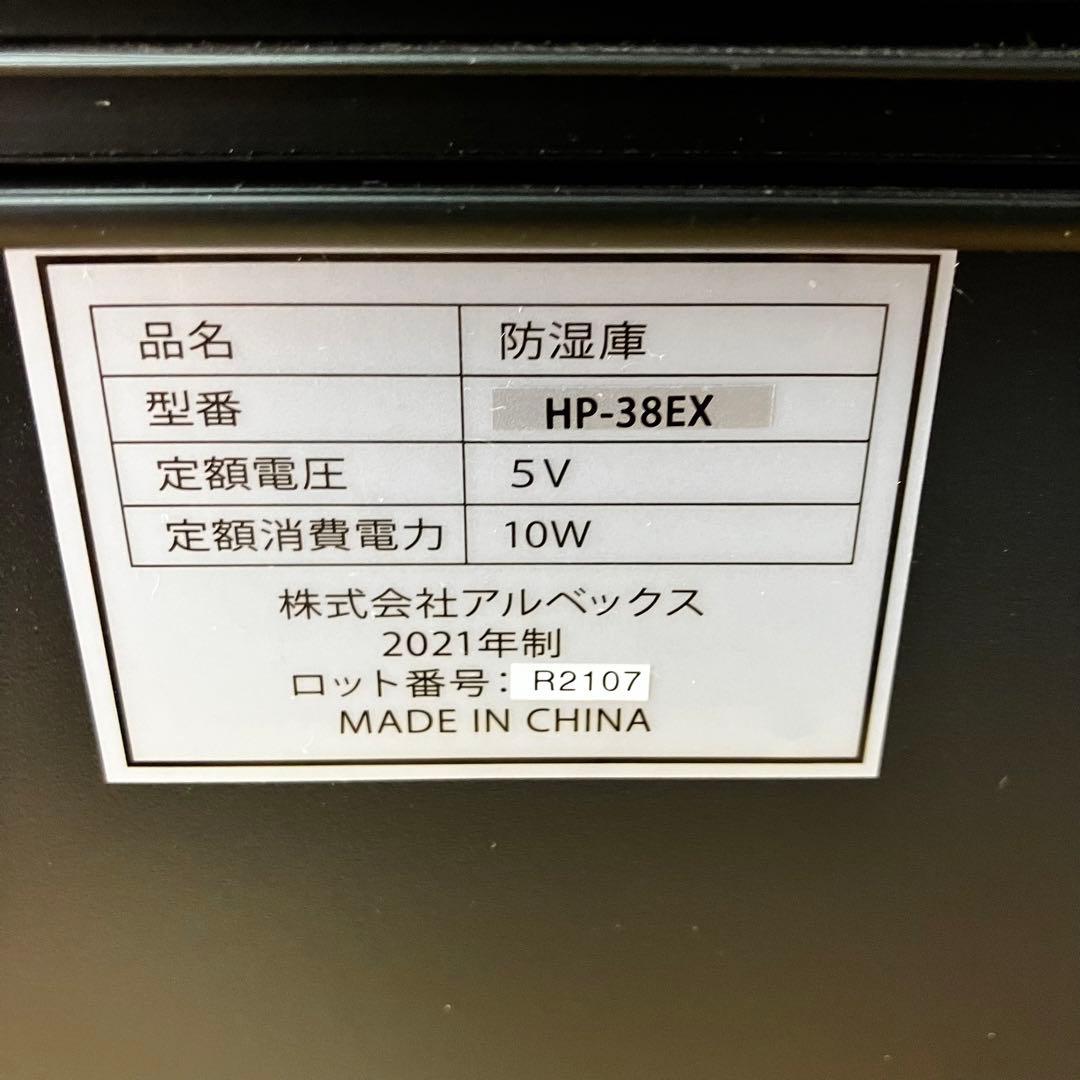 品名 防湿庫
型番 HP-38EX
定額電圧 5V
定額消費電力 10W
株式会社アルベックス
2021年制
ロット番号： R2107
MADE IN CHINA